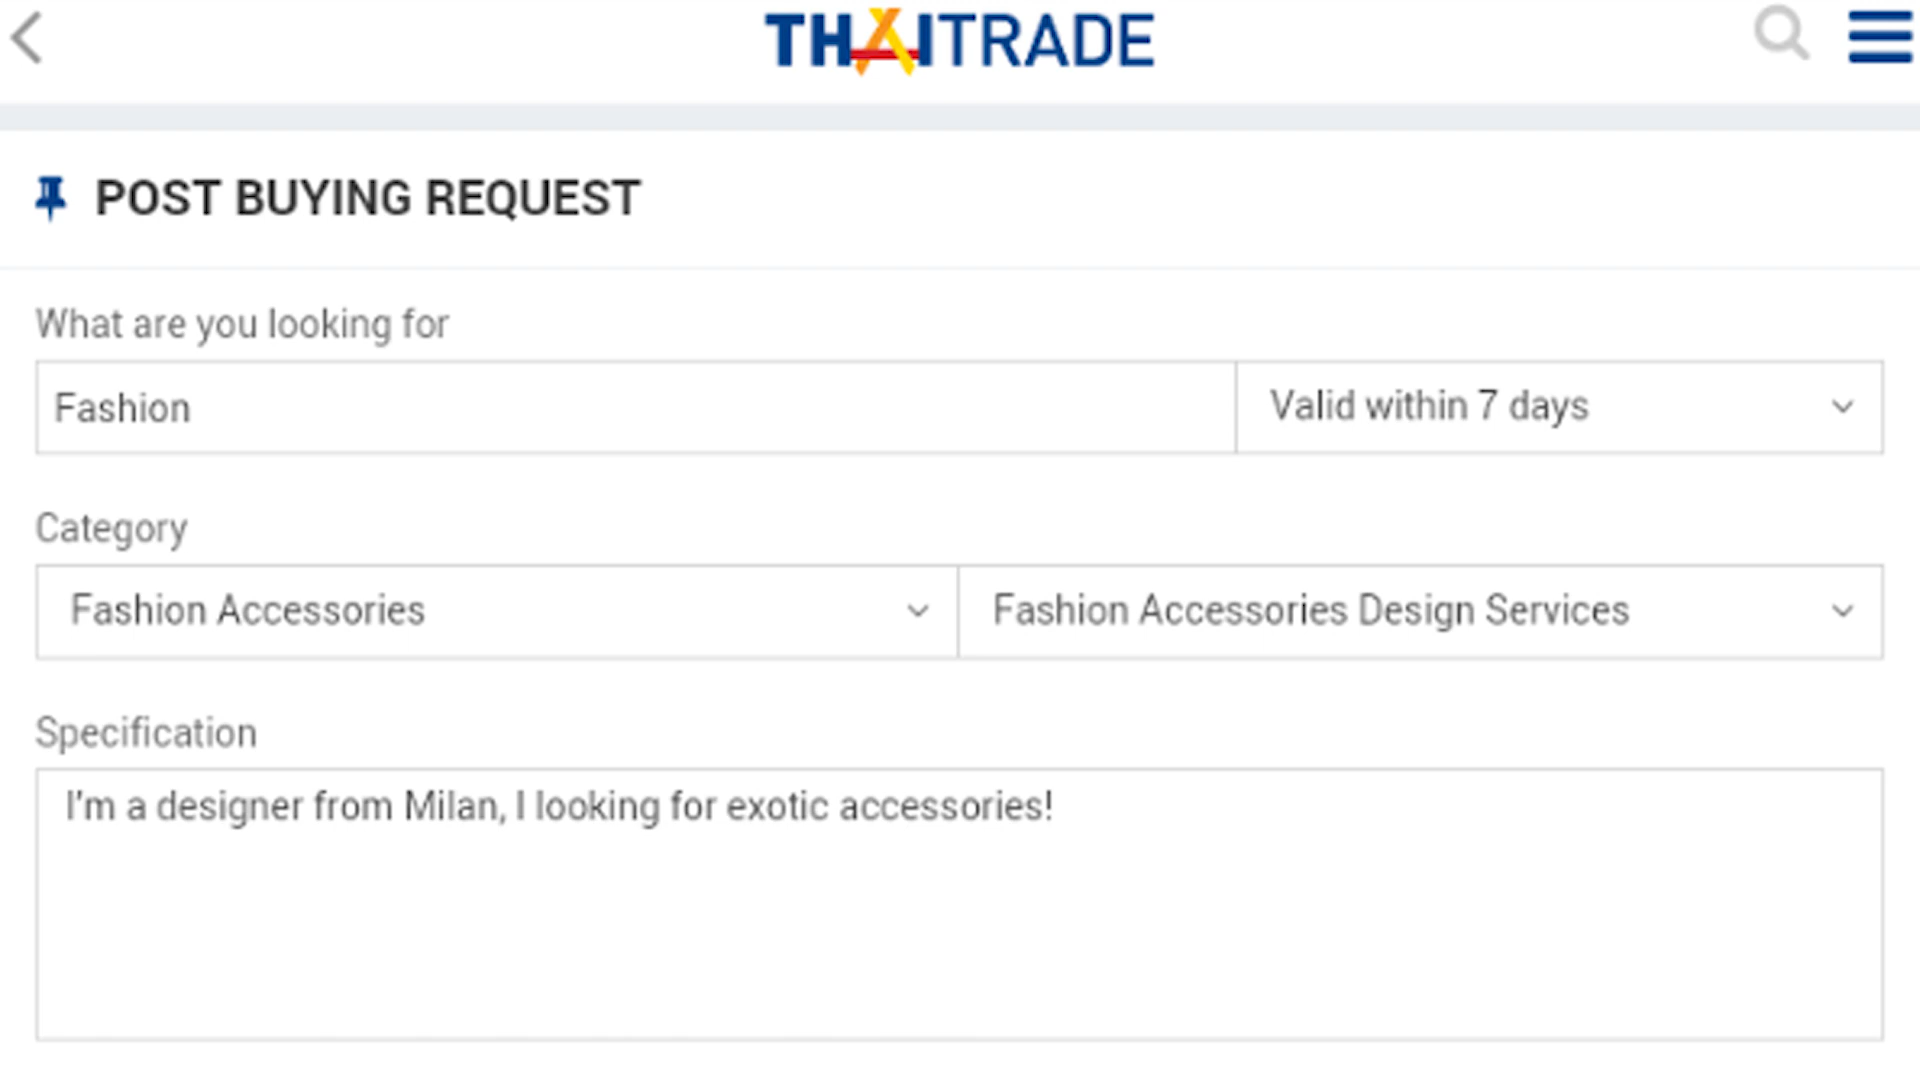 THAITRADE
POST BUYING REQUEST
What are you looking for
Fashion
Valid within 7 days
Category
Fashion Accessories
Fashion Accessories Design Services
Specification
I'm a designer from Milan, I looking for exotic accessories!